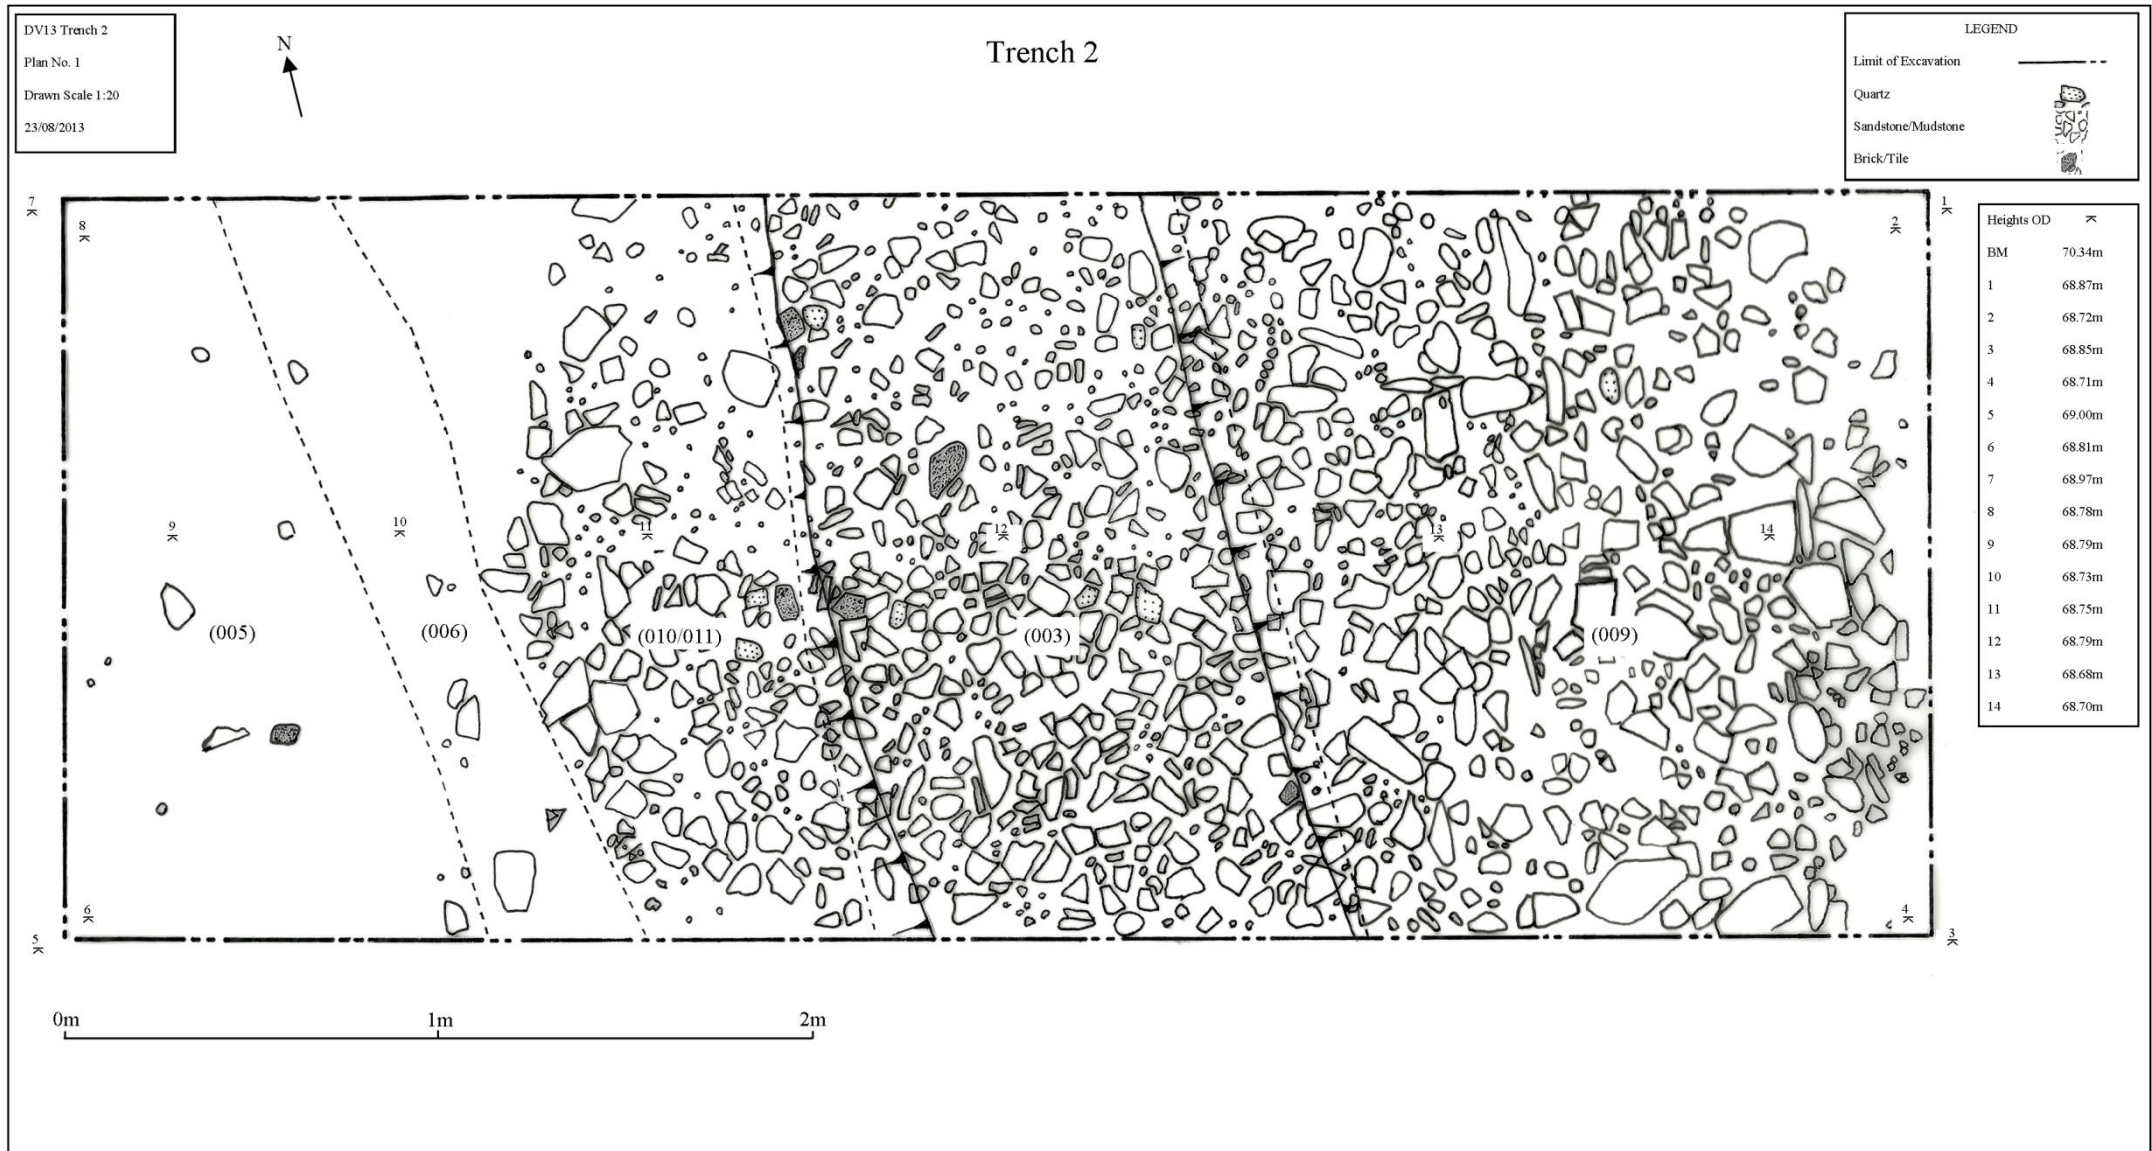 DV13 Trench 2
Plan No. 1
Drawn Scale 1:20
23/08/2013
N
Trench 2
LEGEND
Limit of Excavation
Quartz
Sandstone/Mudstone
Brick/Tile
Heights OD
BM 70.34m
1 68.87m
2 68.72m
3 68.85m
4 68.71m
5 69.00m
6 68.81m
7 68.97m
8 68.78m
9 68.79m
10 68.73m
11 68.75m
12 68.79m
13 68.68m
14 68.70m
7
8
1
2
9
10
11
12
13
14
(005)
(006)
(010/011)
(003)
(009)
6
5
4
3
0m 1m 2m